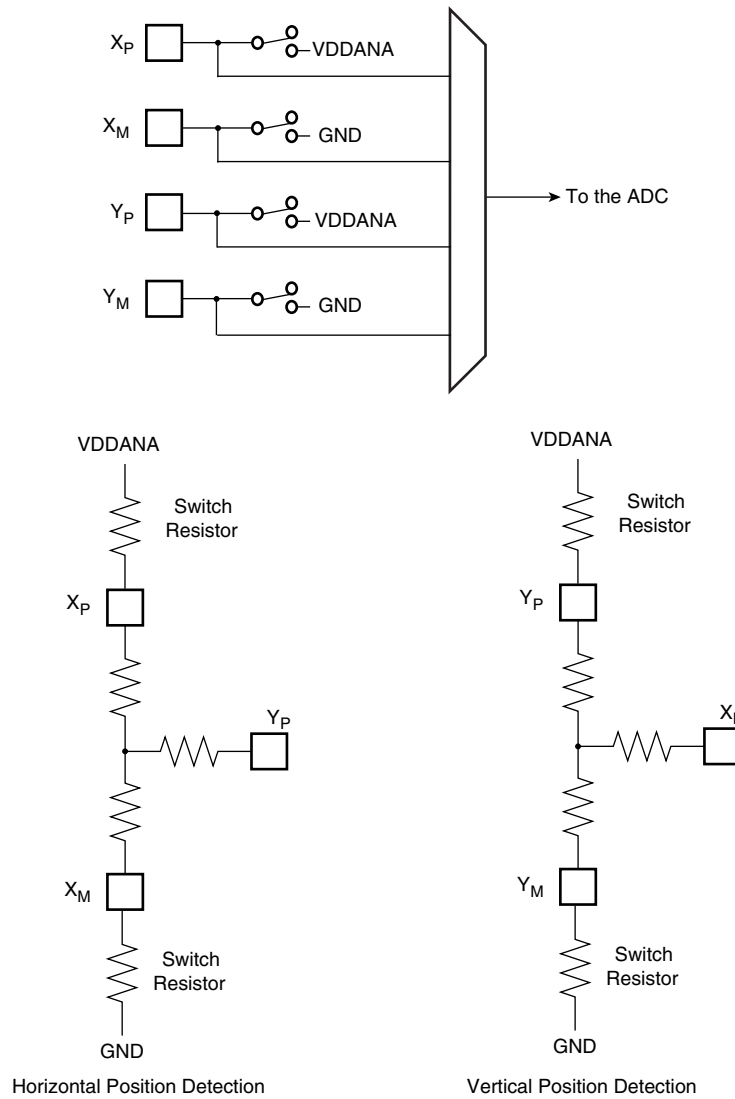 XP
VDDANA
XM
GND
YP
VDDANA
To the ADC
YM
GND
VDDANA
Switch
Resistor
XP
YP
XM
Switch
Resistor
GND
Horizontal Position Detection
VDDANA
Switch
Resistor
YP
YM
Switch
Resistor
GND
Vertical Position Detection